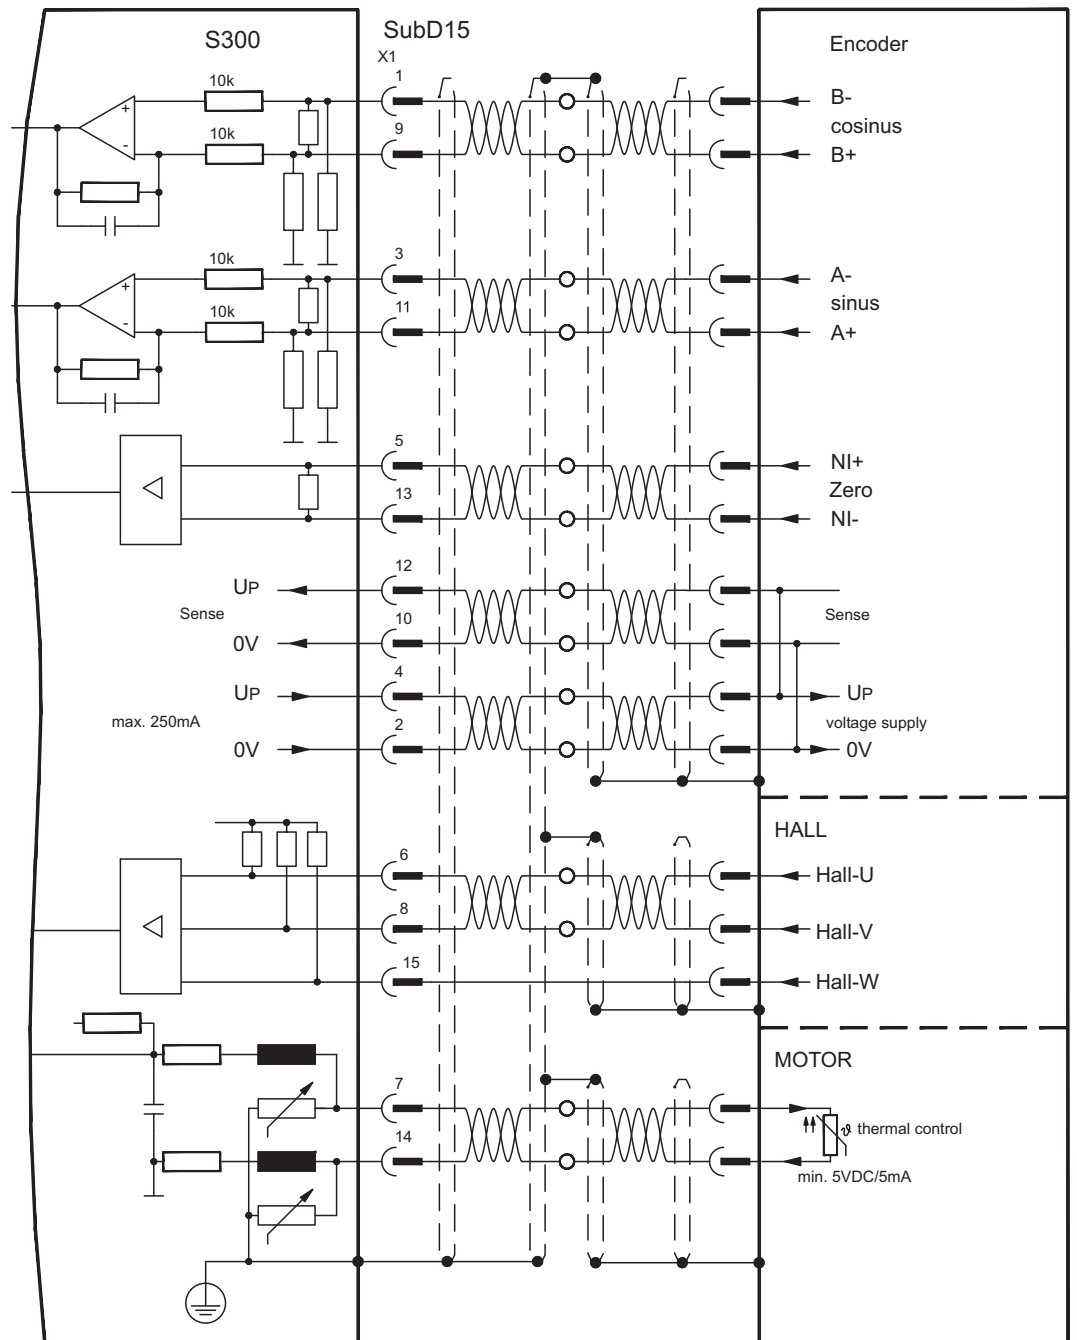 S300
SubD15
Encoder
X1
1
10k
B-
cosinus
9
10k
B+
+
-
3
10k
A-
sinus
11
10k
A+
+
-
5
NI+
Zero
13
NI-
12
UP
Sense
Sense
10
0V
4
UP
UP
max. 250mA
voltage supply
2
0V
0V
HALL
6
Hall-U
8
Hall-V
15
Hall-W
MOTOR
7
ϑ thermal control
14
min. 5VDC/5mA